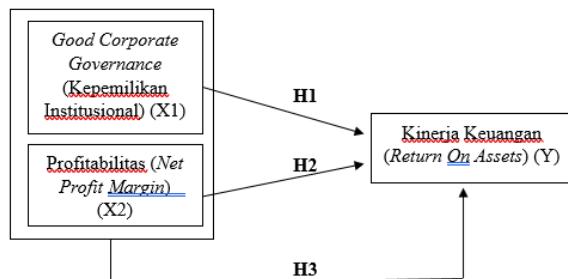 Good Corporate
Governance
(Kepemilikan
Institusional) (X1)
H1
Kinerja Keuangan
(Return On Assets) (Y)
Profitabilitas (Net
Profit Margin)
(X2)
H2
H3